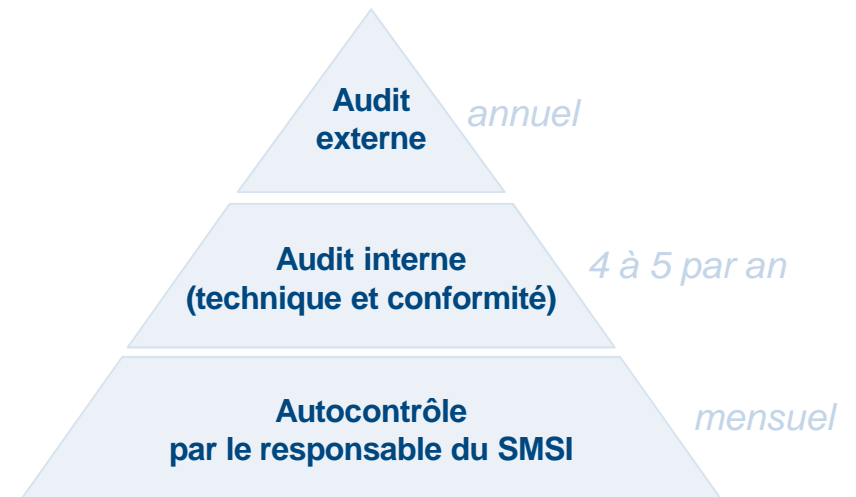 Audit
externe
annuel
Audit interne
(technique et conformité)
4 à 5 par an
Autocontrôle
par le responsable du SMSI
mensuel